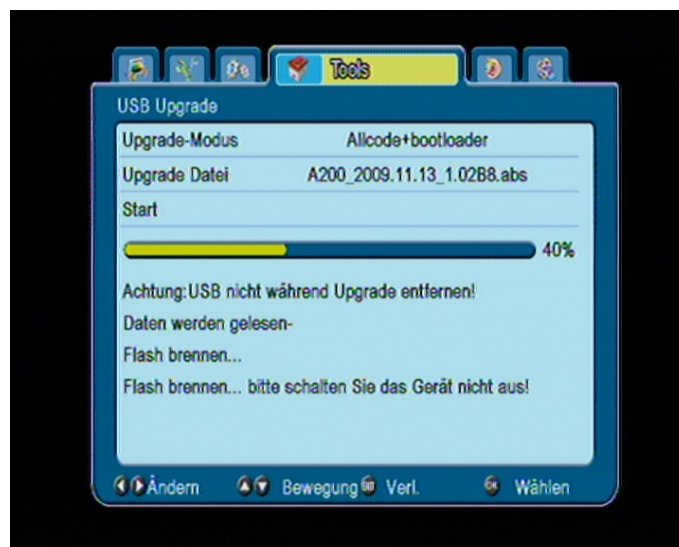 Tools
USB Upgrade
Upgrade-Modus Allcode+bootloader
Upgrade Datei A200_2009.11.13_1.02B8.abs
Start
40%
Achtung:USB nicht während Upgrade entfernen!
Daten werden gelesen-
Flash brennen...
Flash brennen... bitte schalten Sie das Gerät nicht aus!
Ändern Bewegung EXIT Verl. OK Wählen